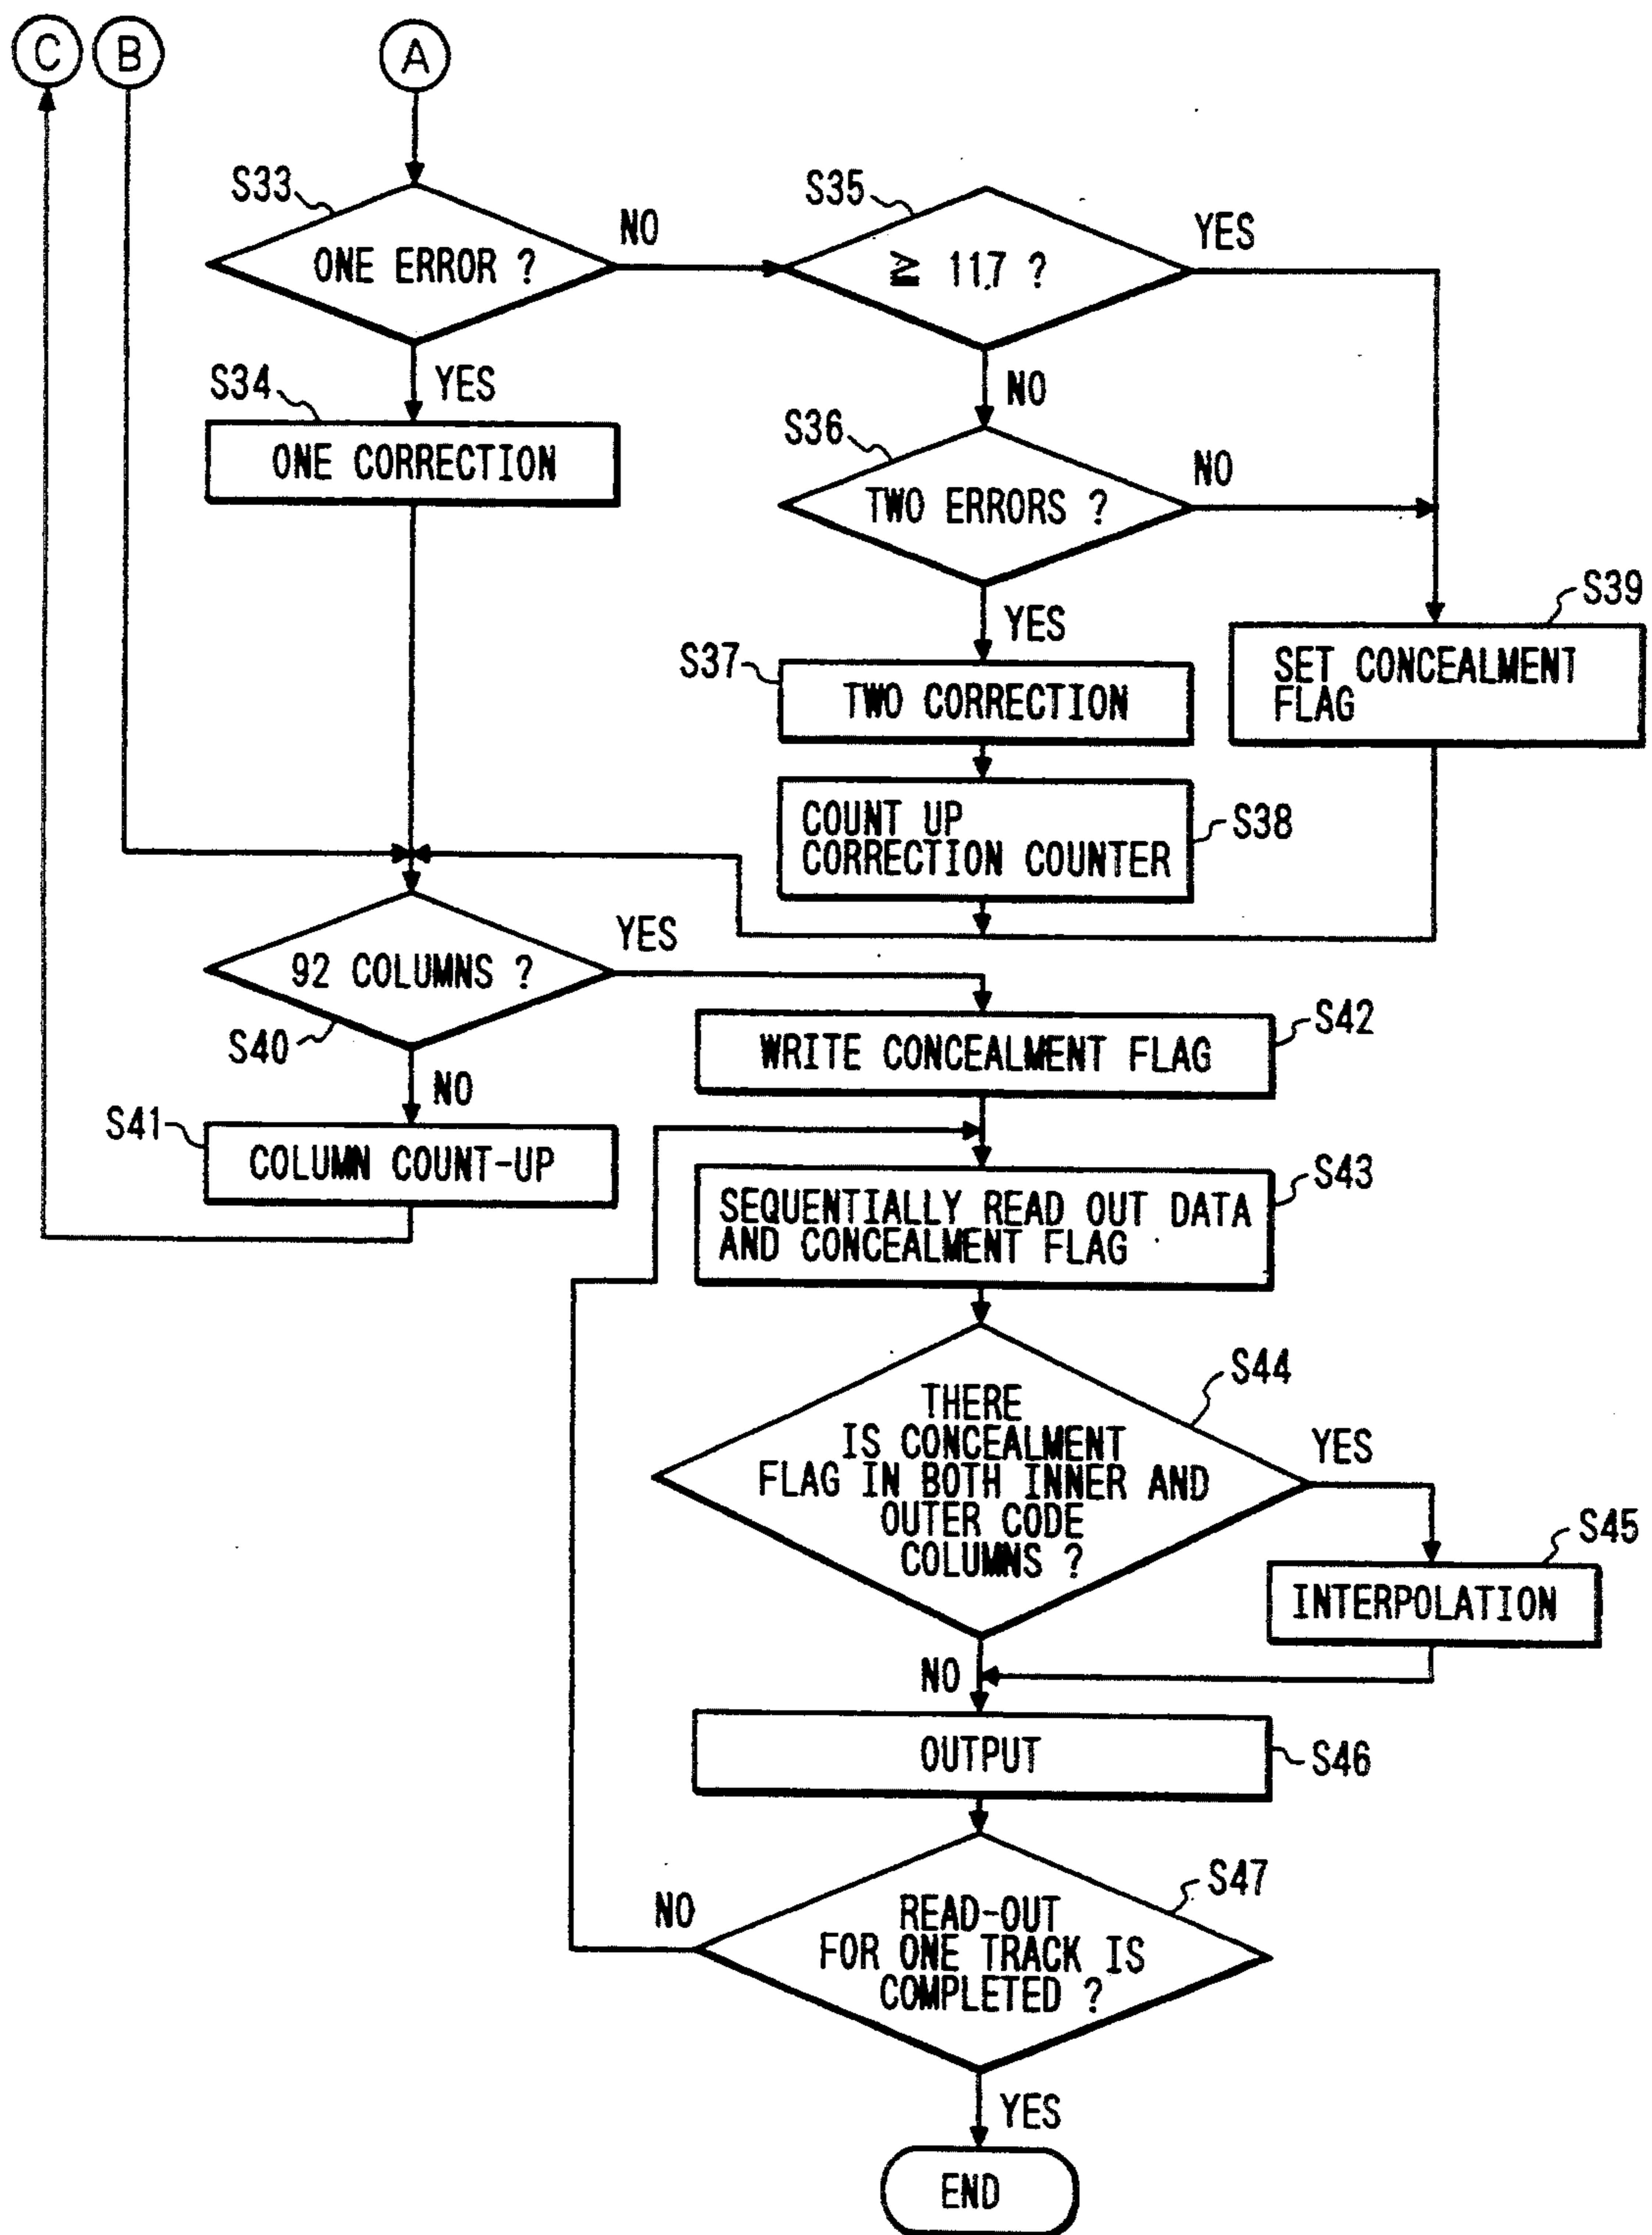 C
B
A
S33
ONE ERROR ?
NO
S35
≧ 11.7 ?
YES
YES
S34
ONE CORRECTION
NO
S36
TWO ERRORS ?
NO
YES
S39
SET CONCEALMENT
FLAG
S37
TWO CORRECTION
COUNT UP
CORRECTION COUNTER
S38
92 COLUMNS ?
YES
S40
NO
S42
WRITE CONCEALMENT FLAG
S41
COLUMN COUNT-UP
S43
SEQUENTIALLY READ OUT DATA
AND CONCEALMENT FLAG
S44
THERE
IS CONCEALMENT
FLAG IN BOTH INNER AND
OUTER CODE
COLUMNS ?
YES
S45
INTERPOLATION
NO
OUTPUT
S46
S47
READ-OUT
FOR ONE TRACK IS
COMPLETED ?
NO
YES
END